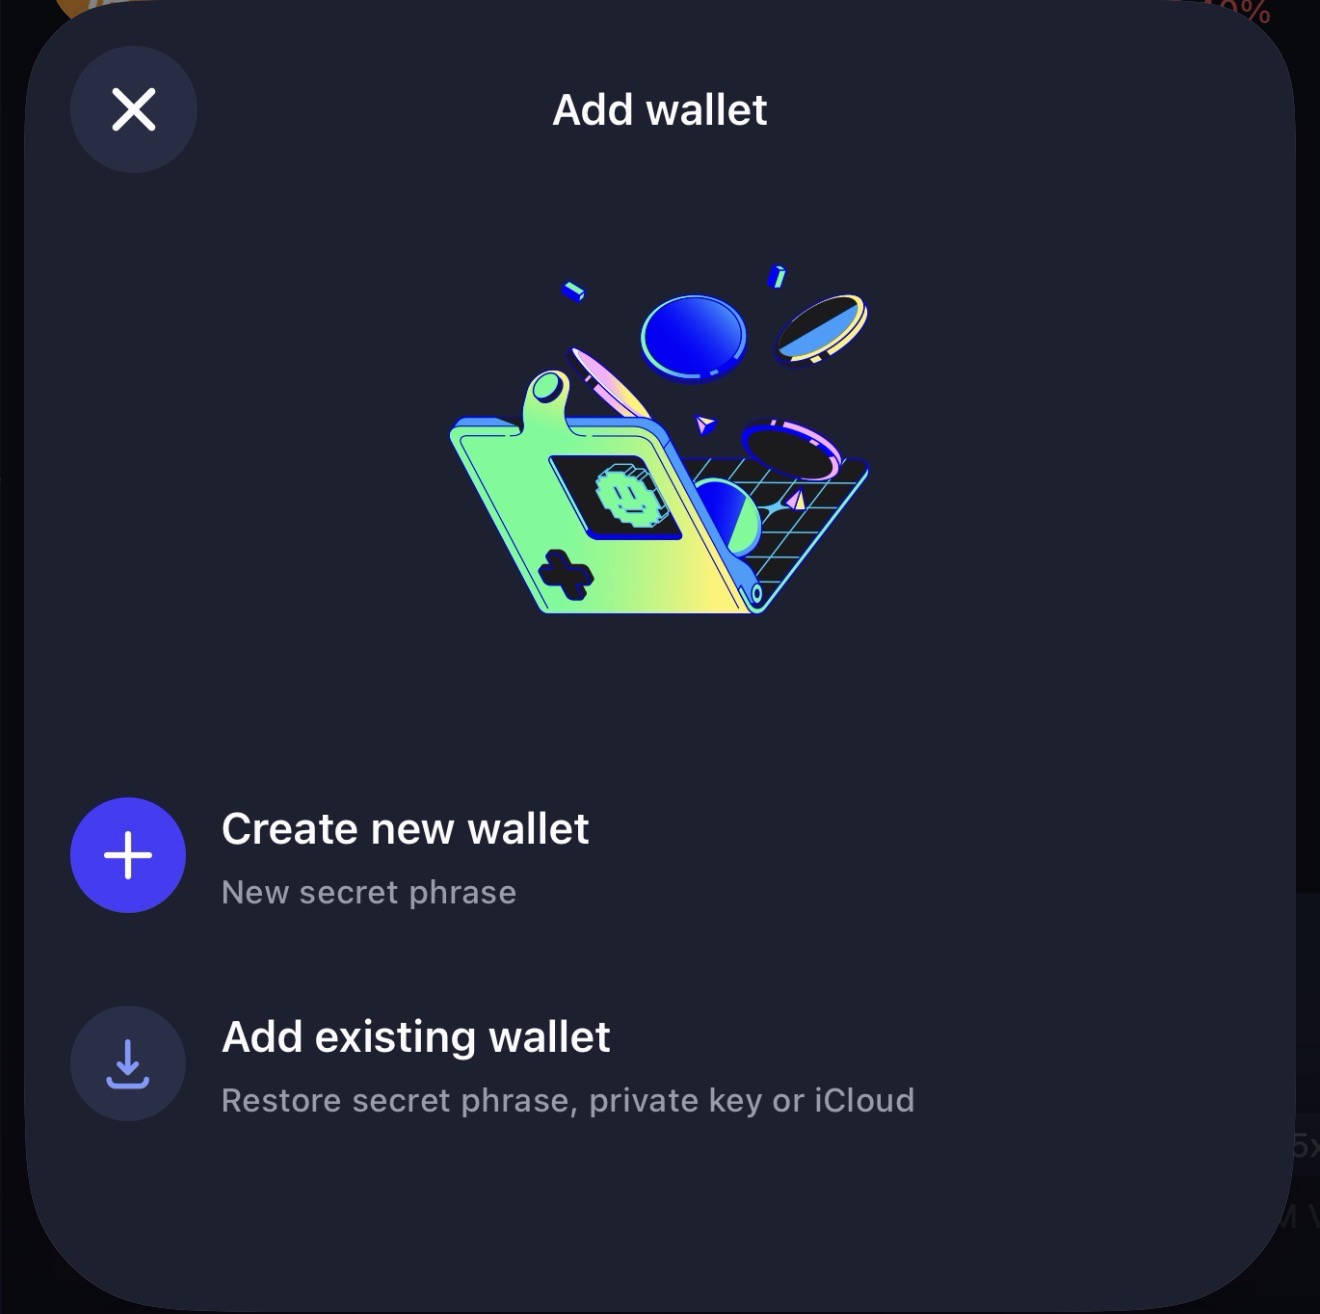 Add wallet
Create new wallet
New secret phrase
Add existing wallet
Restore secret phrase, private key or iCloud